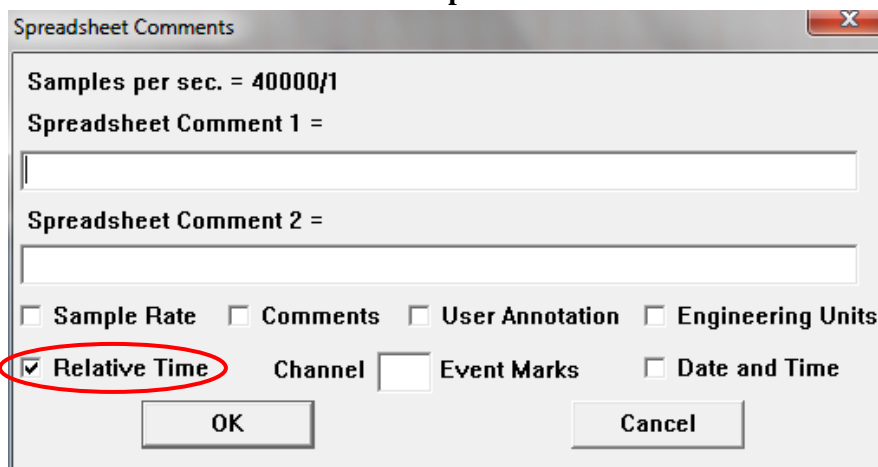 Spreadsheet Comments
Samples per sec. = 40000/1
Spreadsheet Comment 1 =
Spreadsheet Comment 2 =
Sample Rate Comments User Annotation Engineering Units
Relative Time Channel Event Marks Date and Time
OK Cancel